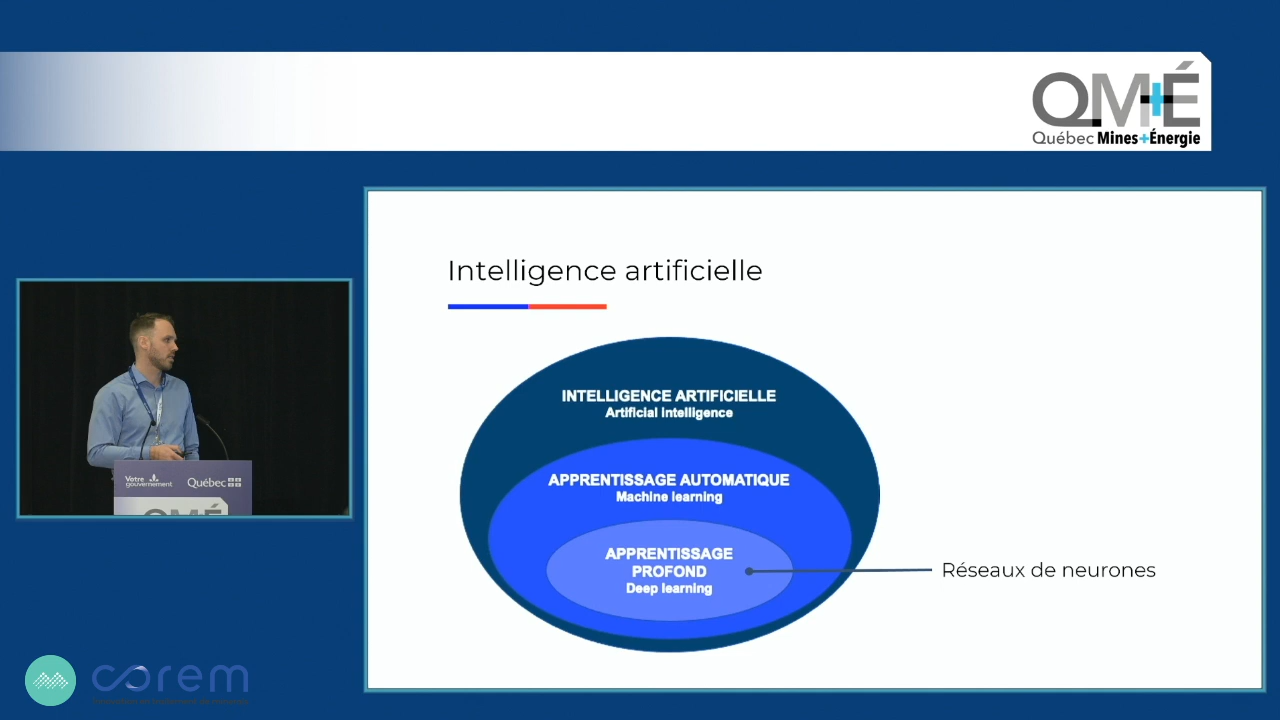 QM+É
Québec Mines+Énergie
Intelligence artificielle
INTELLIGENCE ARTIFICIELLE
Artificial intelligence
APPRENTISSAGE AUTOMATIQUE
Machine learning
APPRENTISSAGE
PROFOND
Deep learning
Réseaux de neurones
Votre
gouvernement
Québec
QMÉ
corem